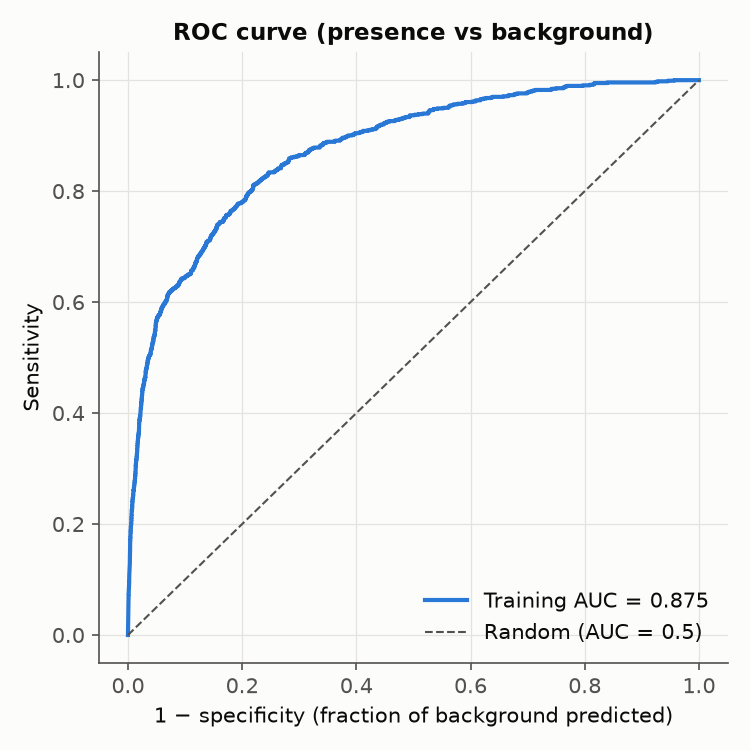 ROC curve (presence vs background)
Sensitivity
1.0
0.8
0.6
0.4
0.2
0.0
Training AUC = 0.875
Random (AUC = 0.5)
0.0 0.2 0.4 0.6 0.8 1.0
1 − specificity (fraction of background predicted)